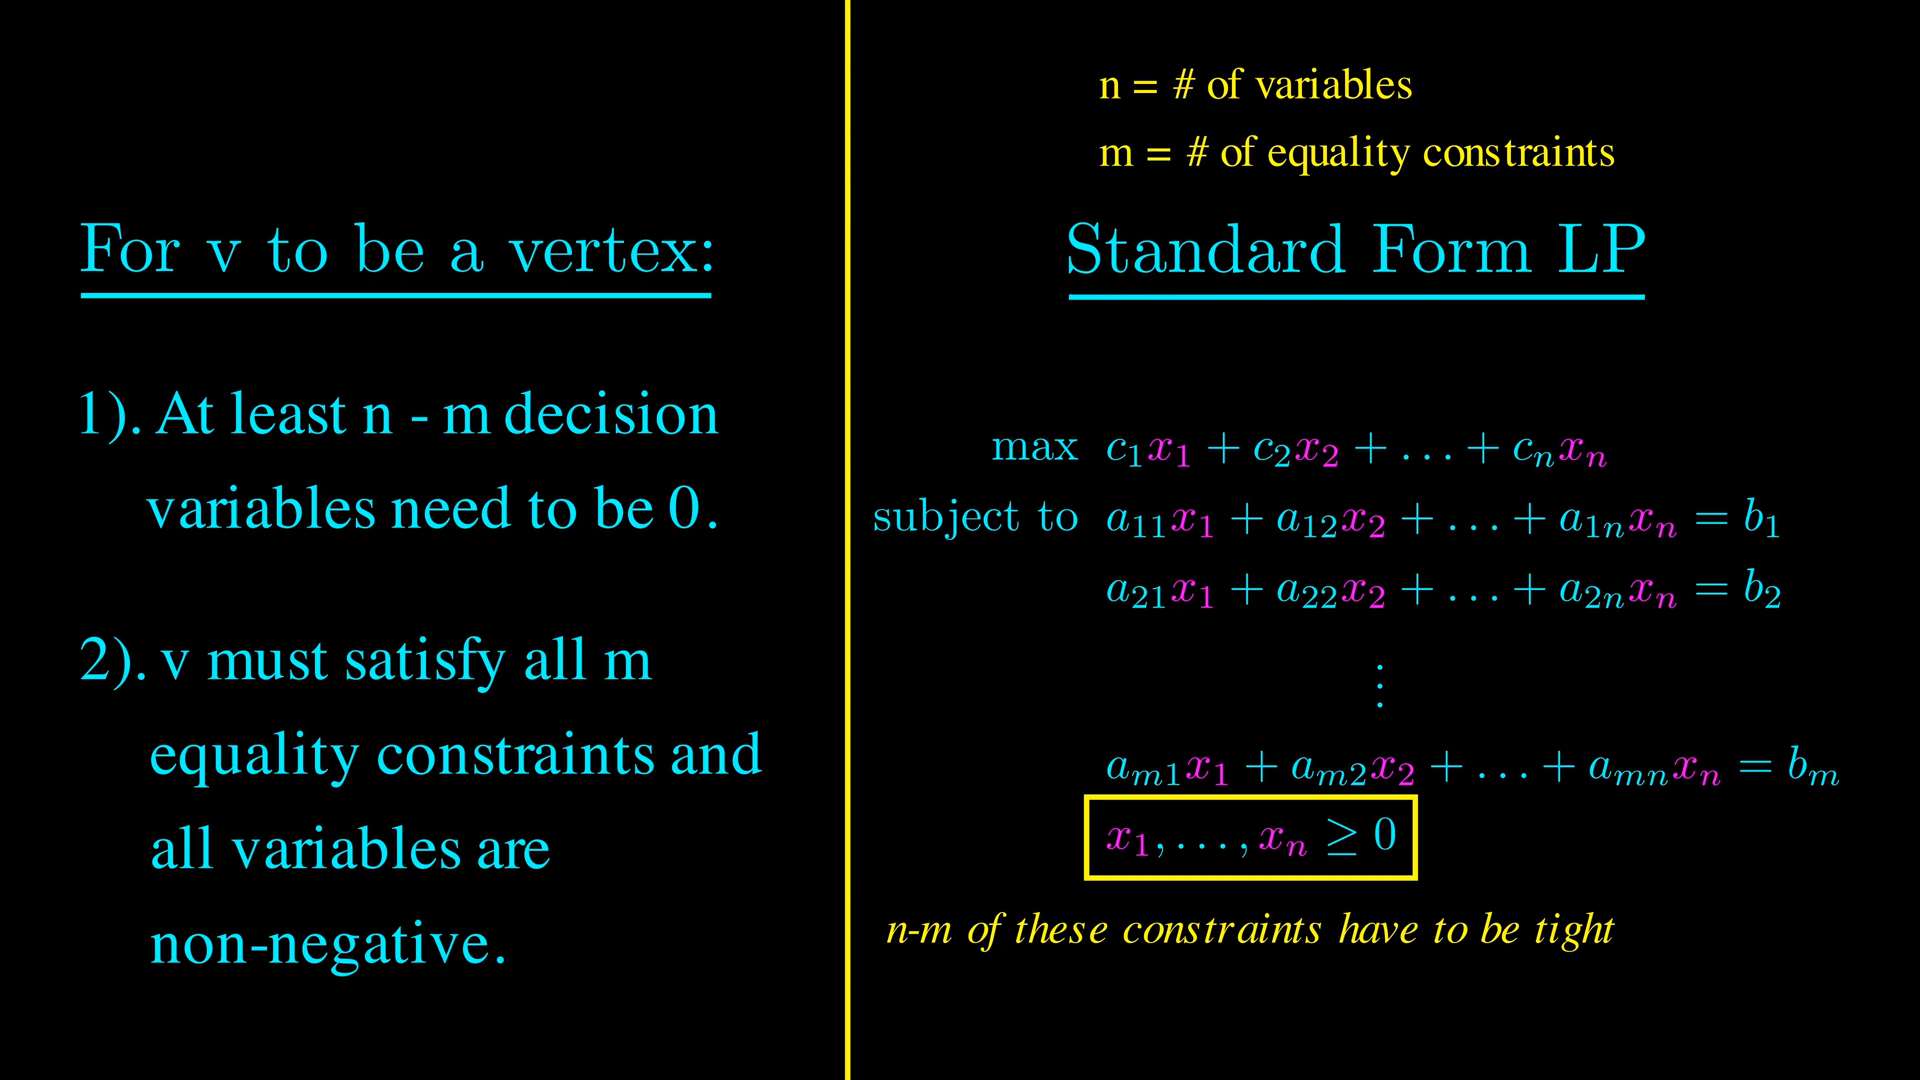 For v to be a vertex:
1). At least n - m decision
variables need to be 0.
2). v must satisfy all m
equality constraints and
all variables are
non-negative.
n = # of variables
m = # of equality constraints
Standard Form LP
max c₁x₁ + c₂x₂ + ... + cₙxₙ
subject to a₁₁x₁ + a₁₂x₂ + ... + a₁ₙxₙ = b₁
a₂₁x₁ + a₂₂x₂ + ... + a₂ₙxₙ = b₂
⋮
aₘ₁x₁ + aₘ₂x₂ + ... + aₘₙxₙ = bₘ
x₁, ..., xₙ ≥ 0
n-m of these constraints have to be tight